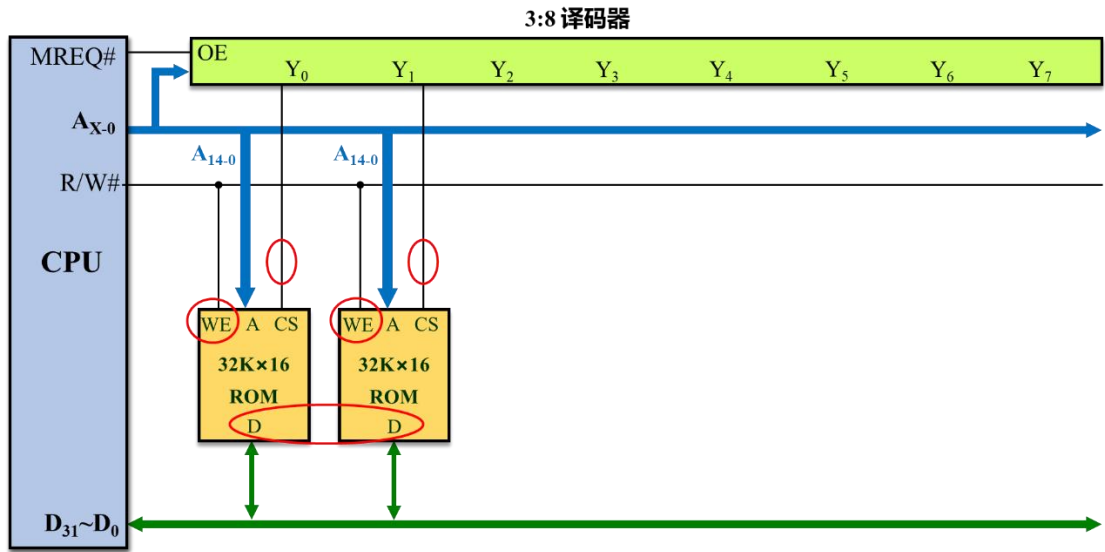 3:8 译码器
MREQ#
OE
Y0 Y1 Y2 Y3 Y4 Y5 Y6 Y7
AX-0
A14-0 A14-0
R/W#
CPU
WE A CS WE A CS
32K×16 32K×16
ROM ROM
D D
D31~D0